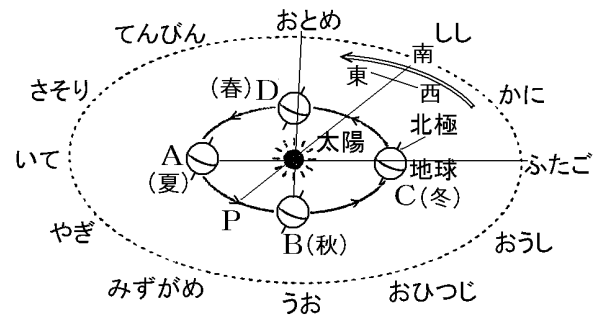 おとめ
てんびん
しし
南
東
西
さそり
(春)D
かに
北極
太陽
いて
A
(夏)
地球
ふたご
C(冬)
P
B(秋)
やぎ
おうし
みずがめ
うお
おひつじ